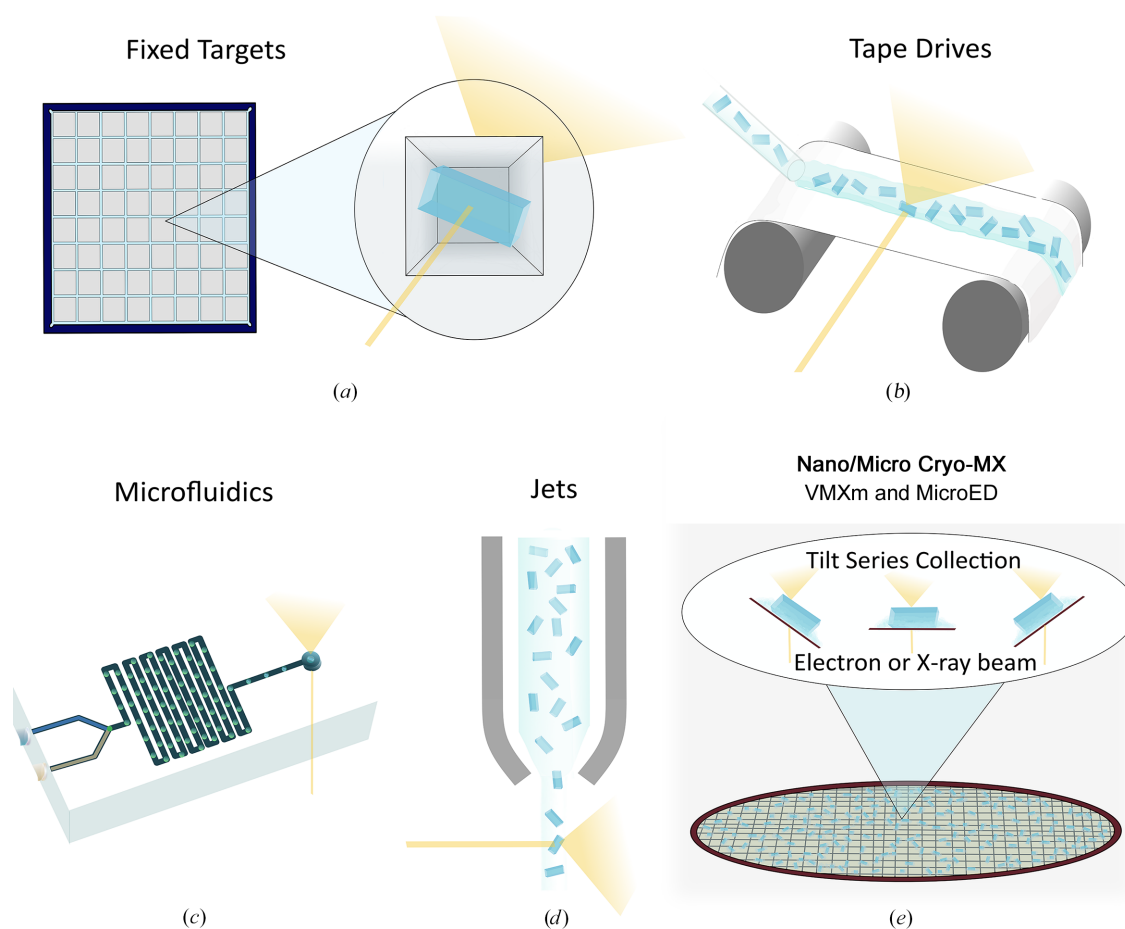 Fixed Targets
Tape Drives
(a)
(b)
Microfluidics
Jets
Nano/Micro Cryo-MX
VMXm and MicroED
Tilt Series Collection
Electron or X-ray beam
(c)
(d)
(e)